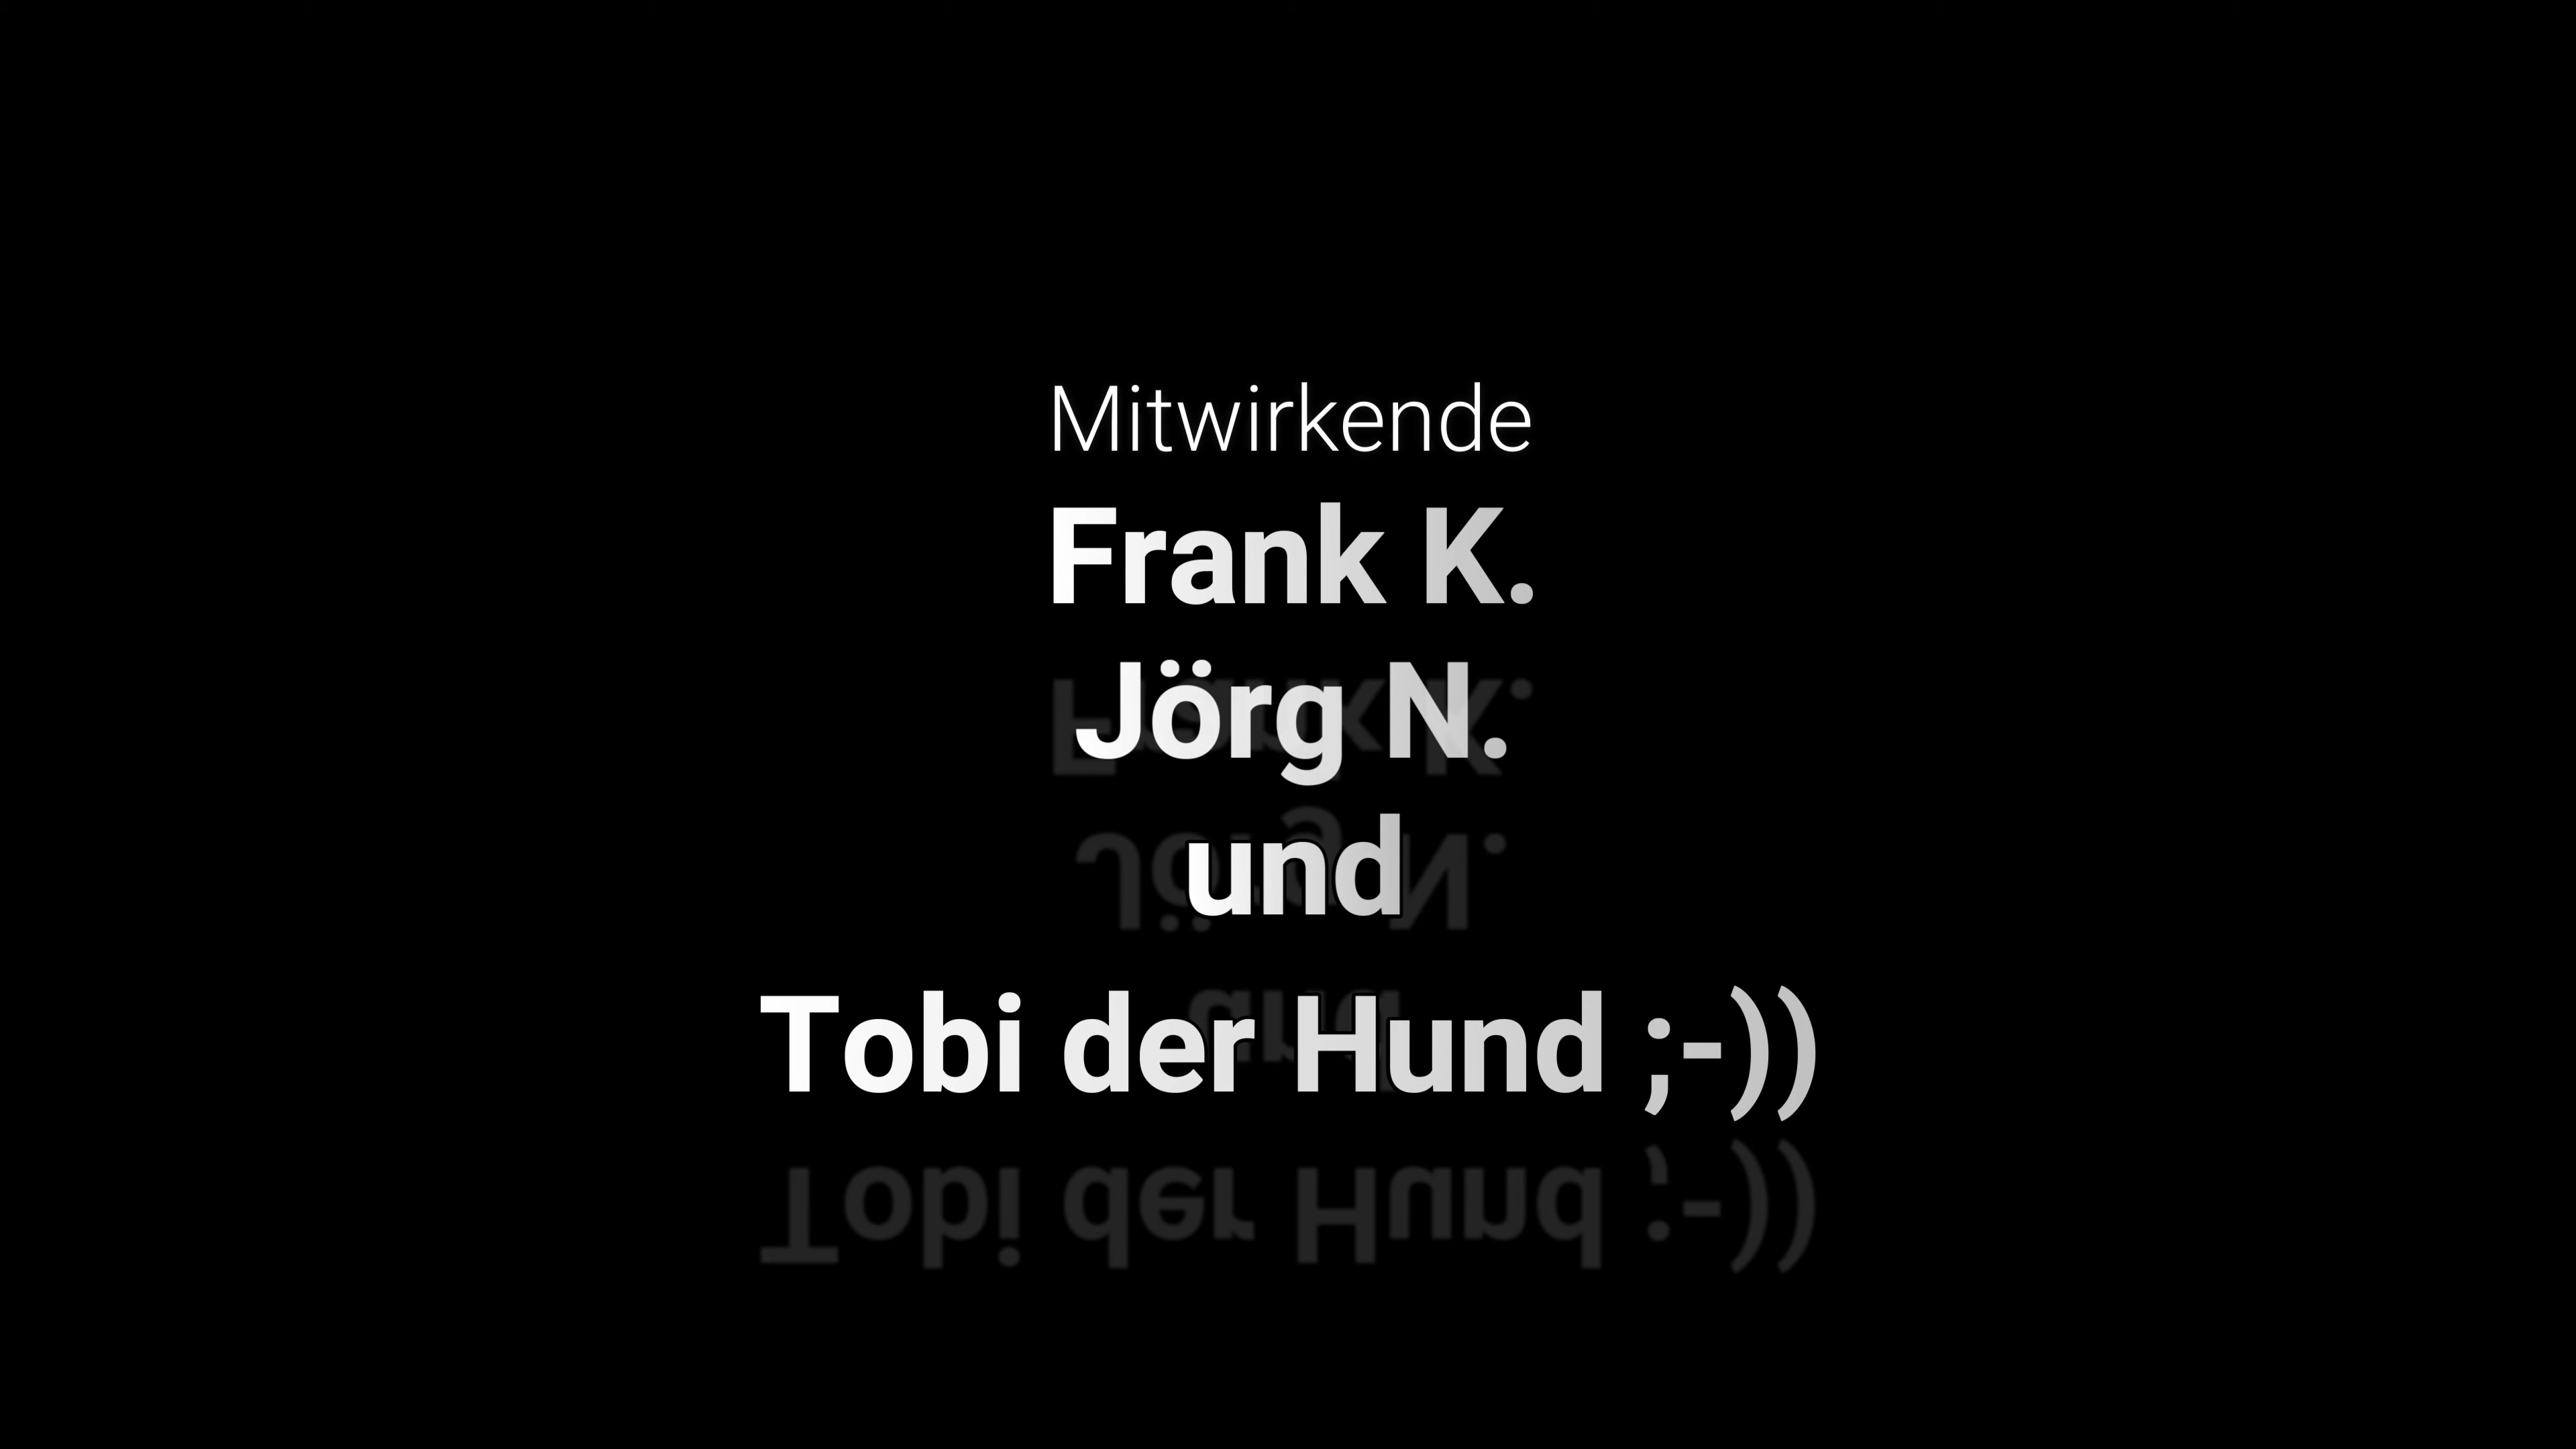 Mitwirkende
Frank K.
Jörg N.
und
Tobi der Hund ;-))